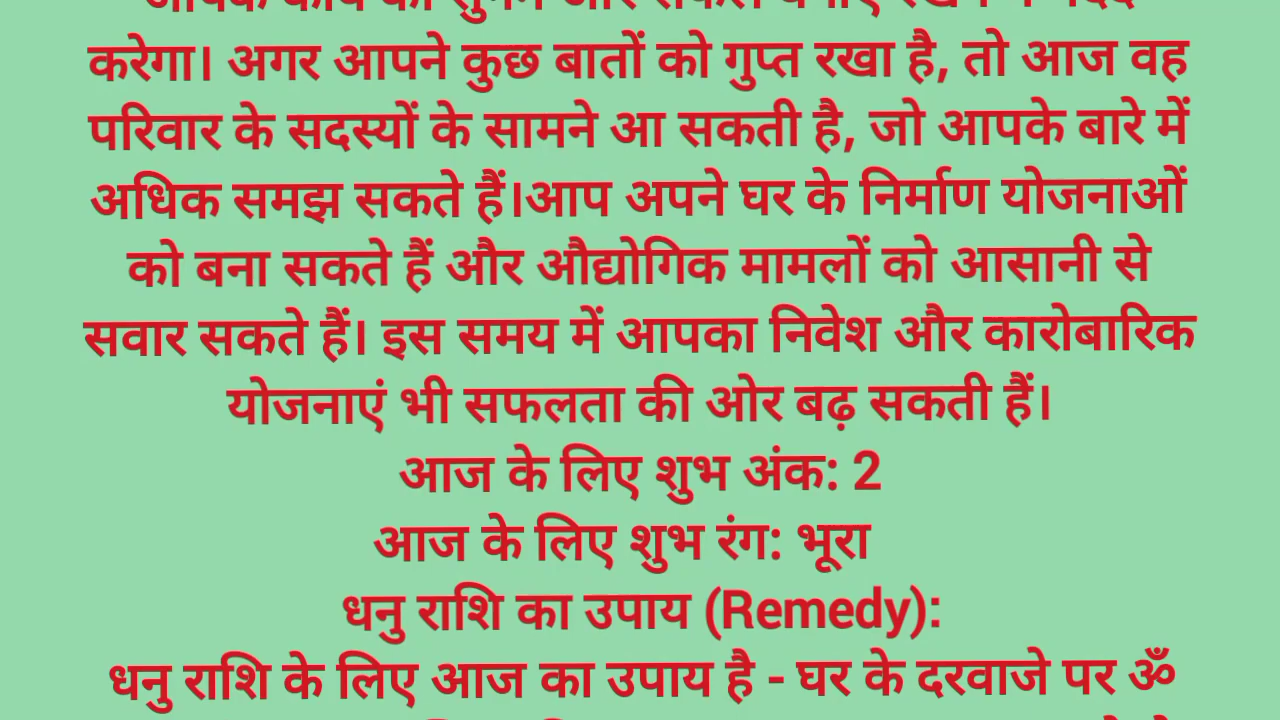 करेगा। अगर आपने कुछ बातों को गुप्त रखा है, तो आज वह
परिवार के सदस्यों के सामने आ सकती है, जो आपके बारे में
अधिक समझ सकते हैं।आप अपने घर के निर्माण योजनाओं
को बना सकते हैं और औद्योगिक मामलों को आसानी से
सवार सकते हैं। इस समय में आपका निवेश और कारोबारिक
योजनाएं भी सफलता की ओर बढ़ सकती हैं।
आज के लिए शुभ अंक: 2
आज के लिए शुभ रंग: भूरा
धनु राशि का उपाय (Remedy):
धनु राशि के लिए आज का उपाय है - घर के दरवाजे पर ॐ